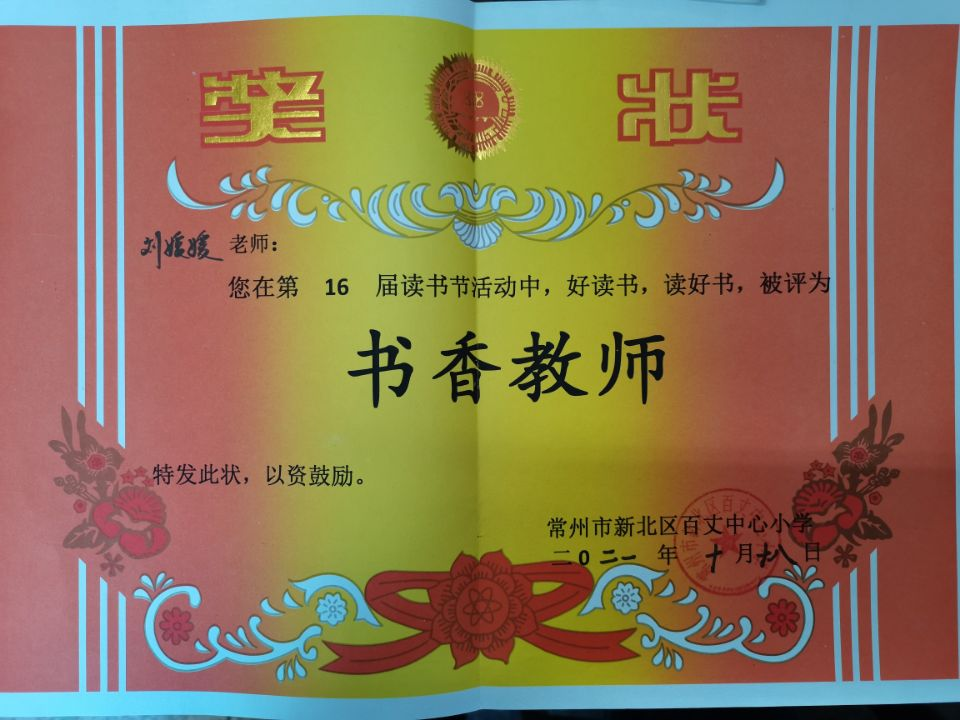 奖 状
刘媛媛 老师：
您在第 16 届读书节活动中，好读书，读好书，被评为
书香教师
特发此状，以资鼓励。
常州市新北区百丈中心小学
二0二一 年 十 月十八日